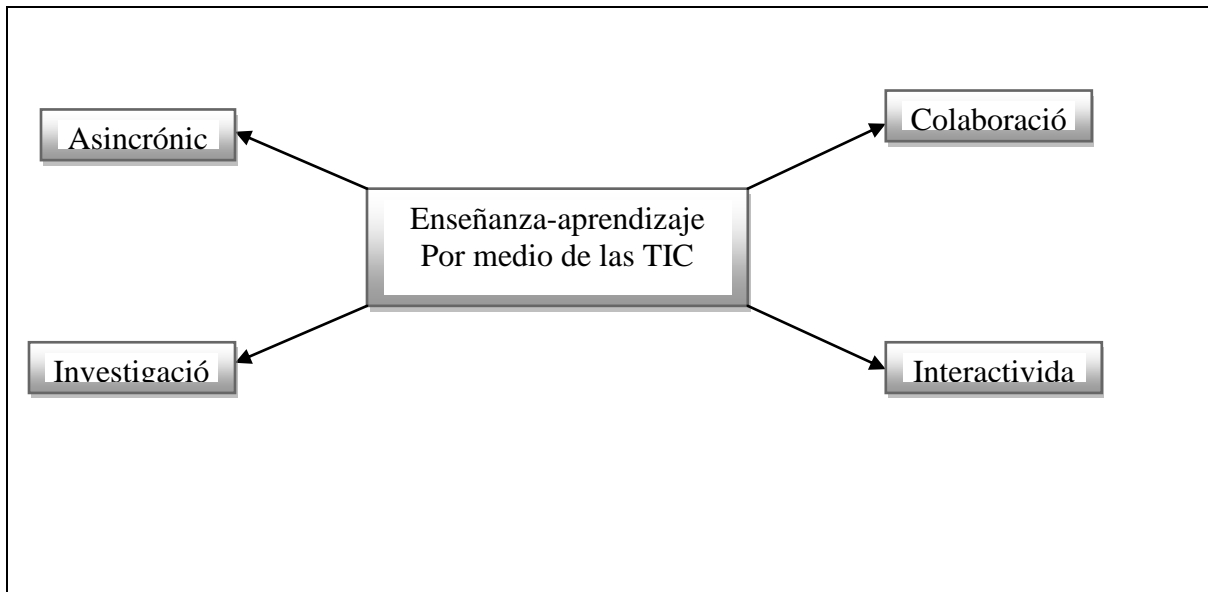 Asincrónic
Colaboració
Enseñanza-aprendizaje
Por medio de las TIC
Investigació
Interactivida